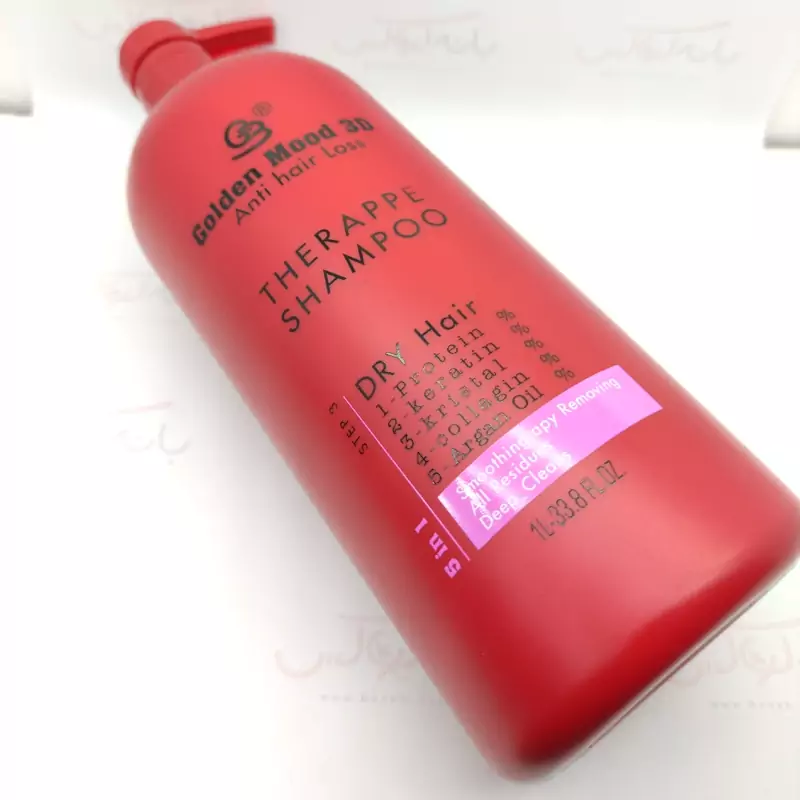 GB®
Golden Mood 3D
Anti hair Loss
THERAPPE
SHAMPOO
DRY Hair
1-Protein %
2-keratin %
3-kristal %
4-collagin %
5-Argan Oil %
STEP 3
5 in 1
Smoothing
Removing
All Residue
Deep Clean
1L-33.8 FL.OZ.